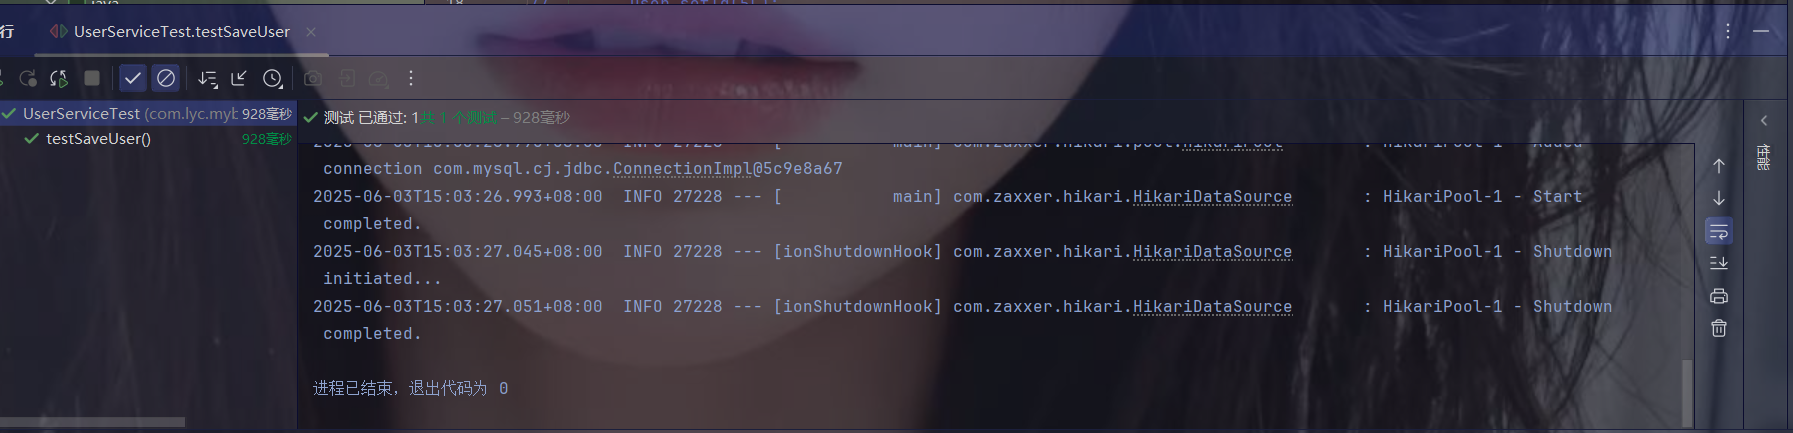 行 UserServiceTest.testSaveUser
UserServiceTest (com.lyc.myb 928毫秒
testSaveUser() 928毫秒
测试 已通过: 1共 1 个测试 – 928毫秒
connection com.mysql.cj.jdbc.ConnectionImpl@5c9e8a67
2025-06-03T15:03:26.993+08:00  INFO 27228 --- [           main] com.zaxxer.hikari.HikariDataSource       : HikariPool-1 - Start
completed.
2025-06-03T15:03:27.045+08:00  INFO 27228 --- [ionShutdownHook] com.zaxxer.hikari.HikariDataSource       : HikariPool-1 - Shutdown
initiated...
2025-06-03T15:03:27.051+08:00  INFO 27228 --- [ionShutdownHook] com.zaxxer.hikari.HikariDataSource       : HikariPool-1 - Shutdown
completed.
进程已结束，退出代码为 0
性能